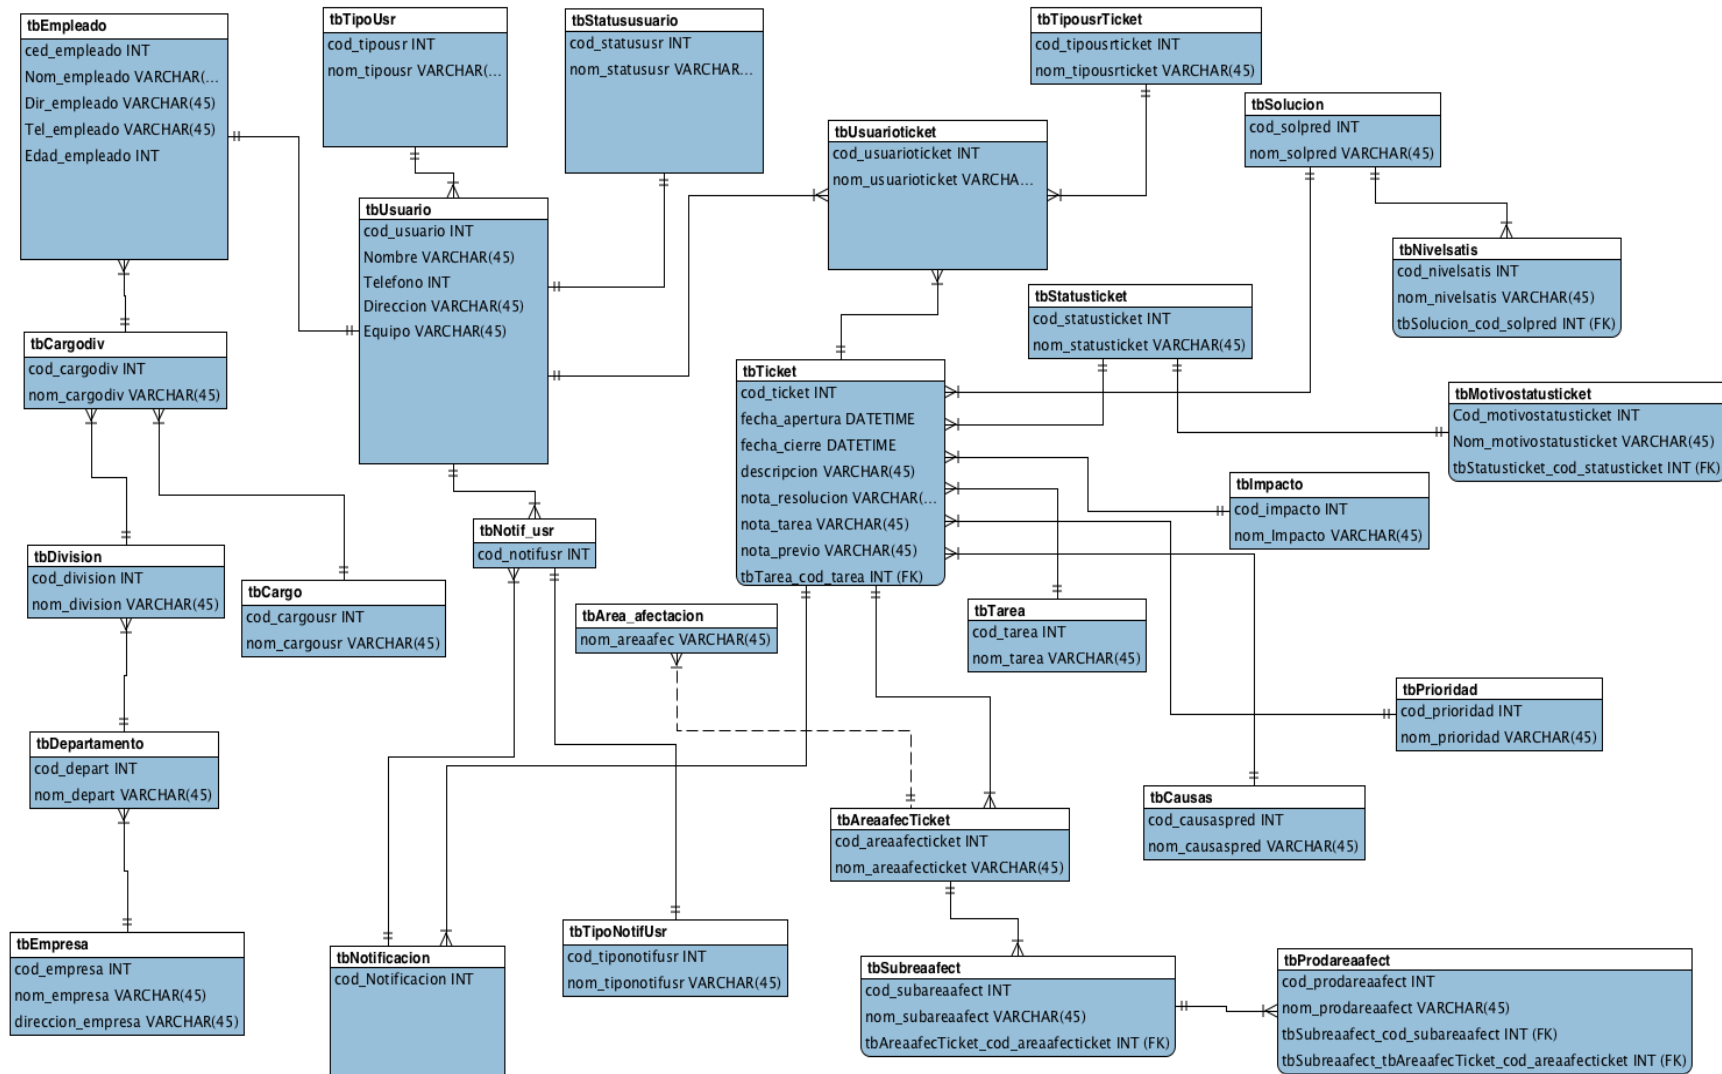 tbEmpleado
ced_empleado INT
Nom_empleado VARCHAR(...
Dir_empleado VARCHAR(45)
Tel_empleado VARCHAR(45)
Edad_empleado INT
tbTipoUsr
cod_tipousr INT
nom_tipousr VARCHAR(...
tbStatususuario
cod_statususr INT
nom_statususr VARCHAR...
tbTipousrTicket
cod_tipousrticket INT
nom_tipousrticket VARCHAR(45)
tbSolucion
cod_solpred INT
nom_solpred VARCHAR(45)
tbUsuarioticket
cod_usuarioticket INT
nom_usuarioticket VARCHA...
tbUsuario
cod_usuario INT
Nombre VARCHAR(45)
Telefono INT
Direccion VARCHAR(45)
Equipo VARCHAR(45)
tbNivelsatis
cod_nivelsatis INT
nom_nivelsatis VARCHAR(45)
tbSolucion_cod_solpred INT (FK)
tbStatusticket
cod_statusticket INT
nom_statusticket VARCHAR(45)
tbCargodiv
cod_cargodiv INT
nom_cargodiv VARCHAR(45)
tbTicket
cod_ticket INT
fecha_apertura DATETIME
fecha_cierre DATETIME
descripcion VARCHAR(45)
nota_resolucion VARCHAR(...
nota_tarea VARCHAR(45)
nota_previo VARCHAR(45)
tbTarea_cod_tarea INT (FK)
tbMotivostatusticket
Cod_motivostatusticket INT
Nom_motivostatusticket VARCHAR(45)
tbStatusticket_cod_statusticket INT (FK)
tbImpacto
cod_impacto INT
nom_Impacto VARCHAR(45)
tbNotif_usr
cod_notifusr INT
tbDivision
cod_division INT
nom_division VARCHAR(45)
tbCargo
cod_cargousr INT
nom_cargousr VARCHAR(45)
tbArea_afectacion
nom_areaafec VARCHAR(45)
tbTarea
cod_tarea INT
nom_tarea VARCHAR(45)
tbPrioridad
cod_prioridad INT
nom_prioridad VARCHAR(45)
tbDepartamento
cod_depart INT
nom_depart VARCHAR(45)
tbCausas
cod_causaspred INT
nom_causaspred VARCHAR(45)
tbAreaafecTicket
cod_areaafecticket INT
nom_areaafecticket VARCHAR(45)
tbEmpresa
cod_empresa INT
nom_empresa VARCHAR(45)
direccion_empresa VARCHAR(45)
tbNotificacion
cod_Notificacion INT
tbTipoNotifUsr
cod_tiponotifusr INT
nom_tiponotifusr VARCHAR(45)
tbSubreaafect
cod_subareaafect INT
nom_subareaafect VARCHAR(45)
tbAreaafecTicket_cod_areaafecticket INT (FK)
tbProdareaafect
cod_prodareaafect INT
nom_prodareaafect VARCHAR(45)
tbSubreaafect_cod_subareaafect INT (FK)
tbSubreaafect_tbAreaafecTicket_cod_areaafecticket INT (FK)